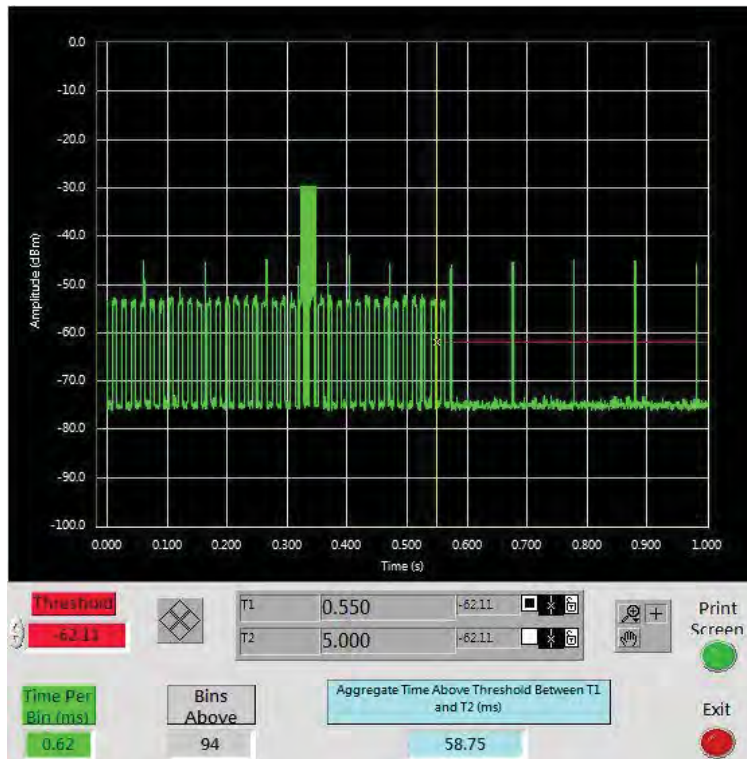 0.0
-10.0
-20.0
-30.0
-40.0
-50.0
-60.0
-70.0
-80.0
-90.0
-100.0
Amplitude (dBm)
0.000 0.100 0.200 0.300 0.400 0.500 0.600 0.700 0.800 0.900 1.000
Time (s)
Threshold
-62.11
T1 0.550 -62.11
T2 5.000 -62.11
Print
Screen
Time Per
Bin (ms)
0.62
Bins
Above
94
Aggregate Time Above Threshold Between T1
and T2 (ms)
58.75
Exit